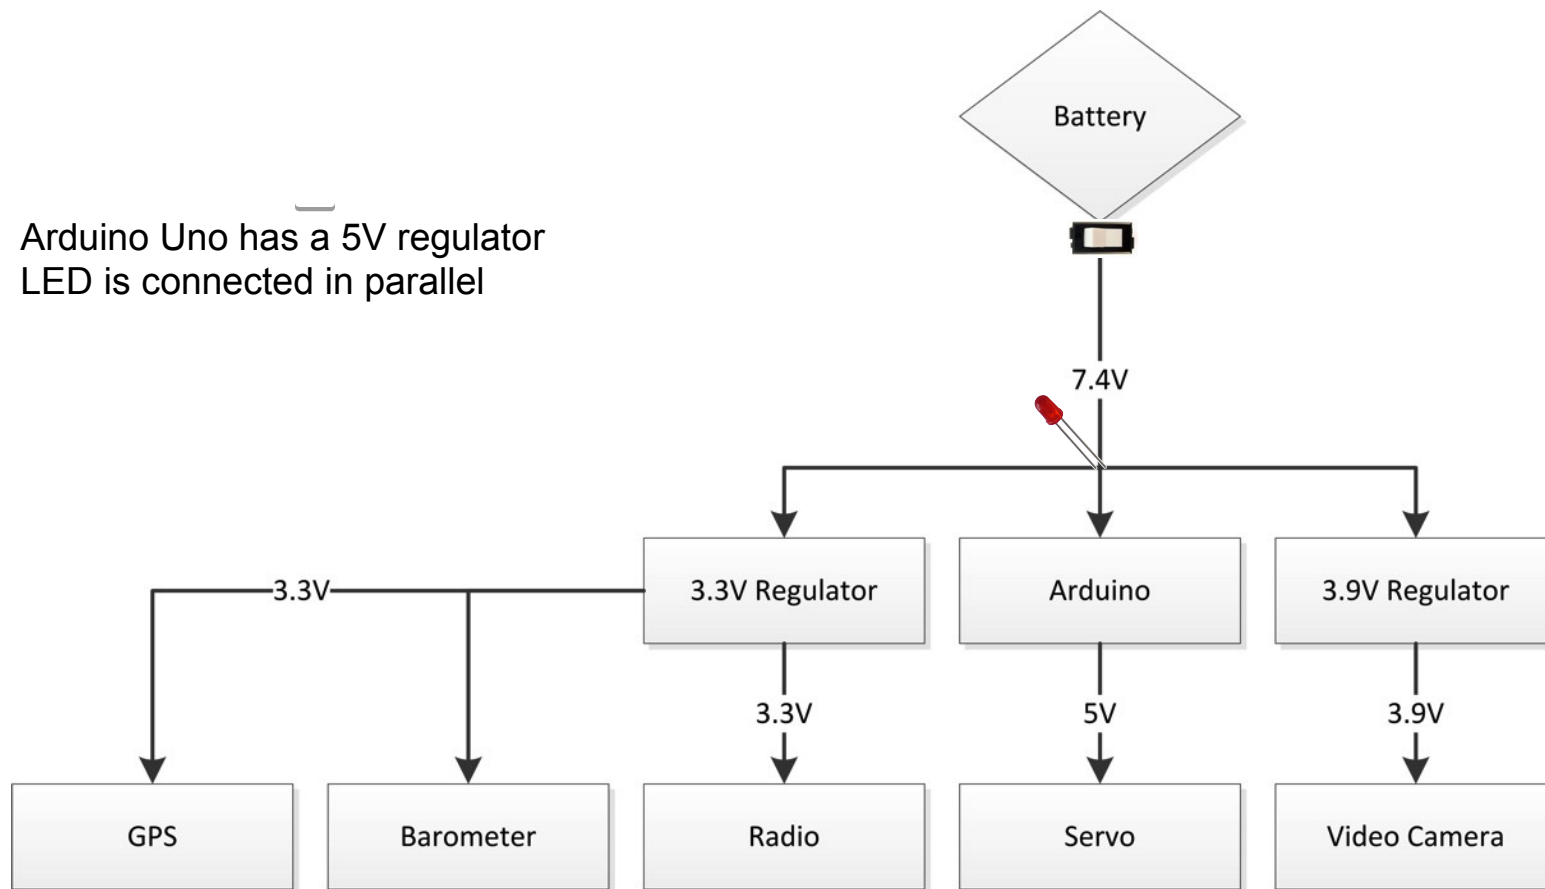 Battery
Arduino Uno has a 5V regulator
LED is connected in parallel
7.4V
3.3V
3.3V Regulator
Arduino
3.9V Regulator
3.3V
5V
3.9V
GPS
Barometer
Radio
Servo
Video Camera